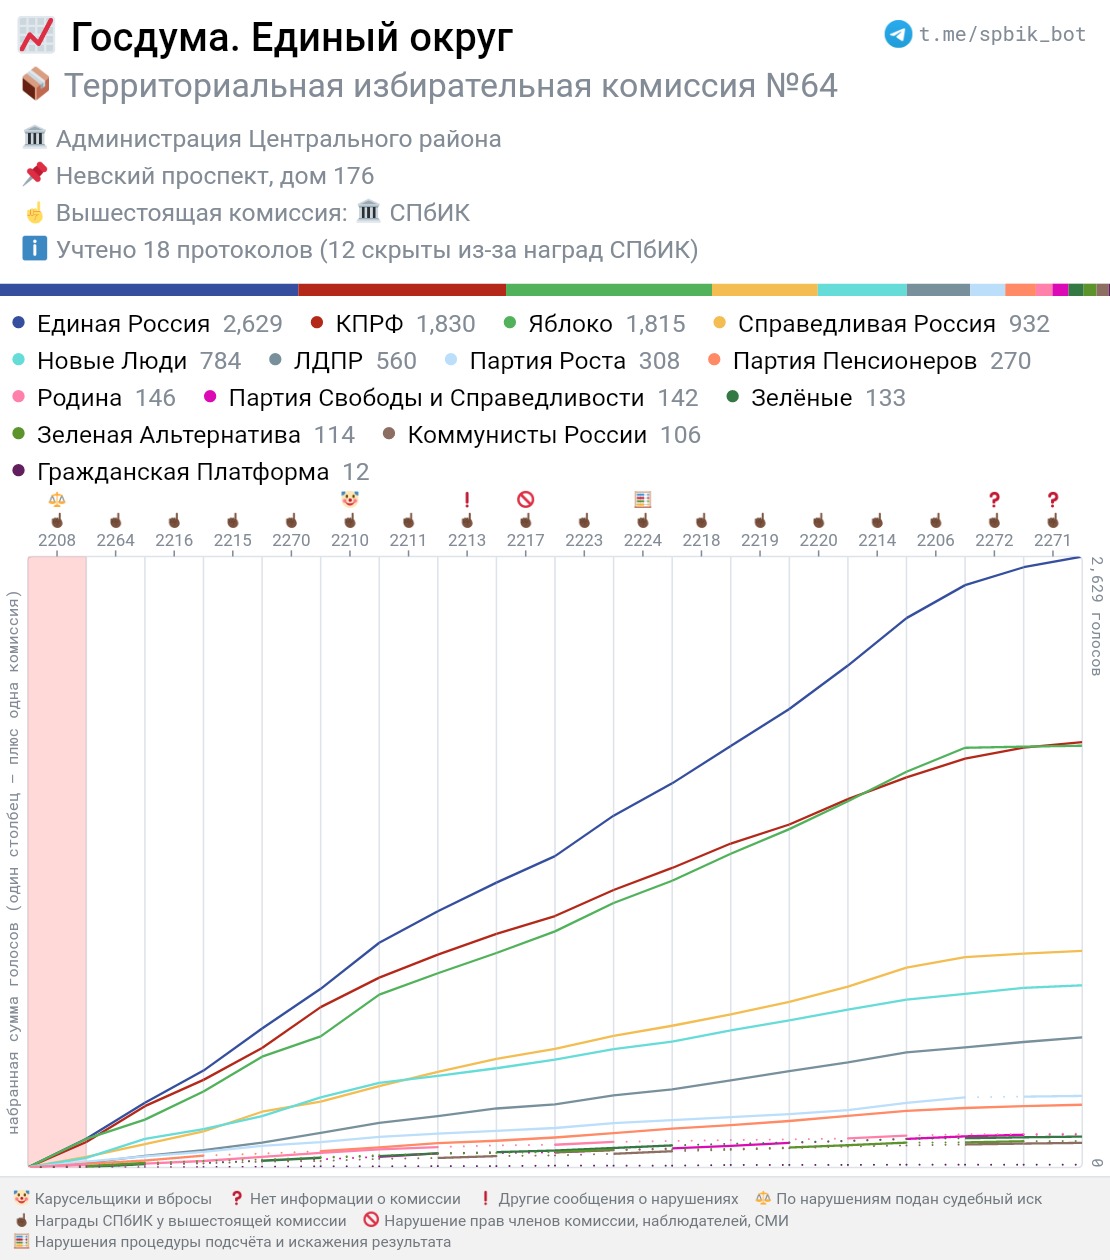 Госдума. Единый округ
t.me/spbik_bot
Территориальная избирательная комиссия №64
Администрация Центрального района
Невский проспект, дом 176
Вышестоящая комиссия: СПбИК
Учтено 18 протоколов (12 скрыты из-за наград СПбИК)
Единая Россия 2,629 КПРФ 1,830 Яблоко 1,815 Справедливая Россия 932
Новые Люди 784 ЛДПР 560 Партия Роста 308 Партия Пенсионеров 270
Родина 146 Партия Свободы и Справедливости 142 Зелёные 133
Зеленая Альтернатива 114 Коммунисты России 106
Гражданская Платформа 12
2208 2264 2216 2215 2270 2210 2211 2213 2217 2223 2224 2218 2219 2220 2214 2206 2272 2271
набранная сумма голосов (один столбец – плюс одна комиссия)
2,629 голосов
0
Карусельщики и вбросы Нет информации о комиссии Другие сообщения о нарушениях По нарушениям подан судебный иск
Награды СПбИК у вышестоящей комиссии Нарушение прав членов комиссии, наблюдателей, СМИ
Нарушения процедуры подсчёта и искажения результата